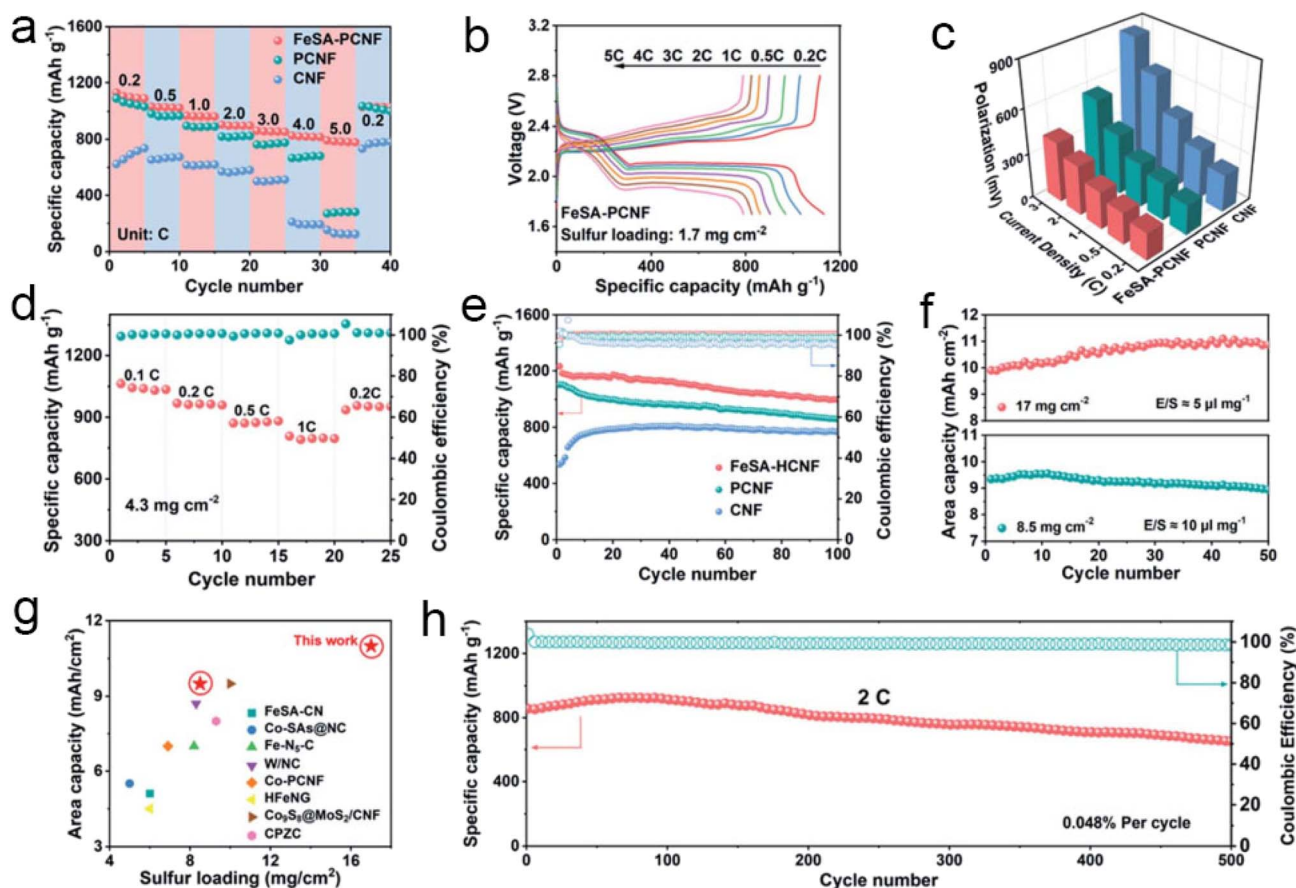 a
Specific capacity (mAh g⁻¹)
1600
1200
800
400
0
FeSA-PCNF
PCNF
CNF
0.2
0.5
1.0
2.0
3.0
4.0
5.0
0.2
Unit: C
0 10 20 30 40
Cycle number
b
Voltage (V)
3.2
2.8
2.4
2.0
1.6
5C 4C 3C 2C 1C 0.5C 0.2C
FeSA-PCNF
Sulfur loading: 1.7 mg cm⁻²
0 400 800 1200
Specific capacity (mAh g⁻¹)
c
Polarization (mV)
900
600
300
0
3 2 1 0.5 0.2
Current Density (C)
FeSA-PCNF PCNF CNF
d
Specific capacity (mAh g⁻¹)
1200
900
600
300
0.1 C
0.2 C
0.5 C
1C
0.2C
4.3 mg cm⁻²
100
80
60
40
20
0
Coulombic efficiency (%)
0 5 10 15 20 25
Cycle number
e
Specific capacity (mAh g⁻¹)
1600
1200
800
400
0
FeSA-HCNF
PCNF
CNF
100
80
60
40
20
0
Coulombic efficiency (%)
0 20 40 60 80 100
Cycle number
f
Area capacity (mAh cm⁻²)
12
11
10
9
8
17 mg cm⁻²
E/S ≈ 5 µl mg⁻¹
11
10
9
8
7
8.5 mg cm⁻²
E/S ≈ 10 µl mg⁻¹
0 10 20 30 40 50
Cycle number
g
Area capacity (mAh/cm²)
12
9
6
3
This work
FeSA-CN
Co-SAs@NC
Fe-N₅-C
W/NC
Co-PCNF
HFeNG
Co₉S₈@MoS₂/CNF
CPZC
4 8 12 16
Sulfur loading (mg/cm²)
h
Specific capacity (mAh g⁻¹)
1200
800
400
0
2 C
0.048% Per cycle
100
80
60
40
20
0
Coulombic Efficiency (%)
0 100 200 300 400 500
Cycle number